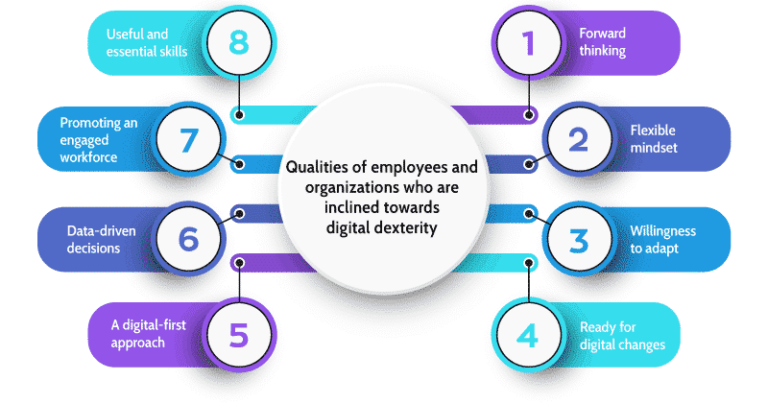 Qualities of employees and
organizations who are
inclined towards
digital dexterity
1
Forward
thinking
2
Flexible
mindset
3
Willingness
to adapt
4
Ready for
digital changes
5
A digital-first
approach
6
Data-driven
decisions
7
Promoting an
engaged
workforce
8
Useful and
essential skills